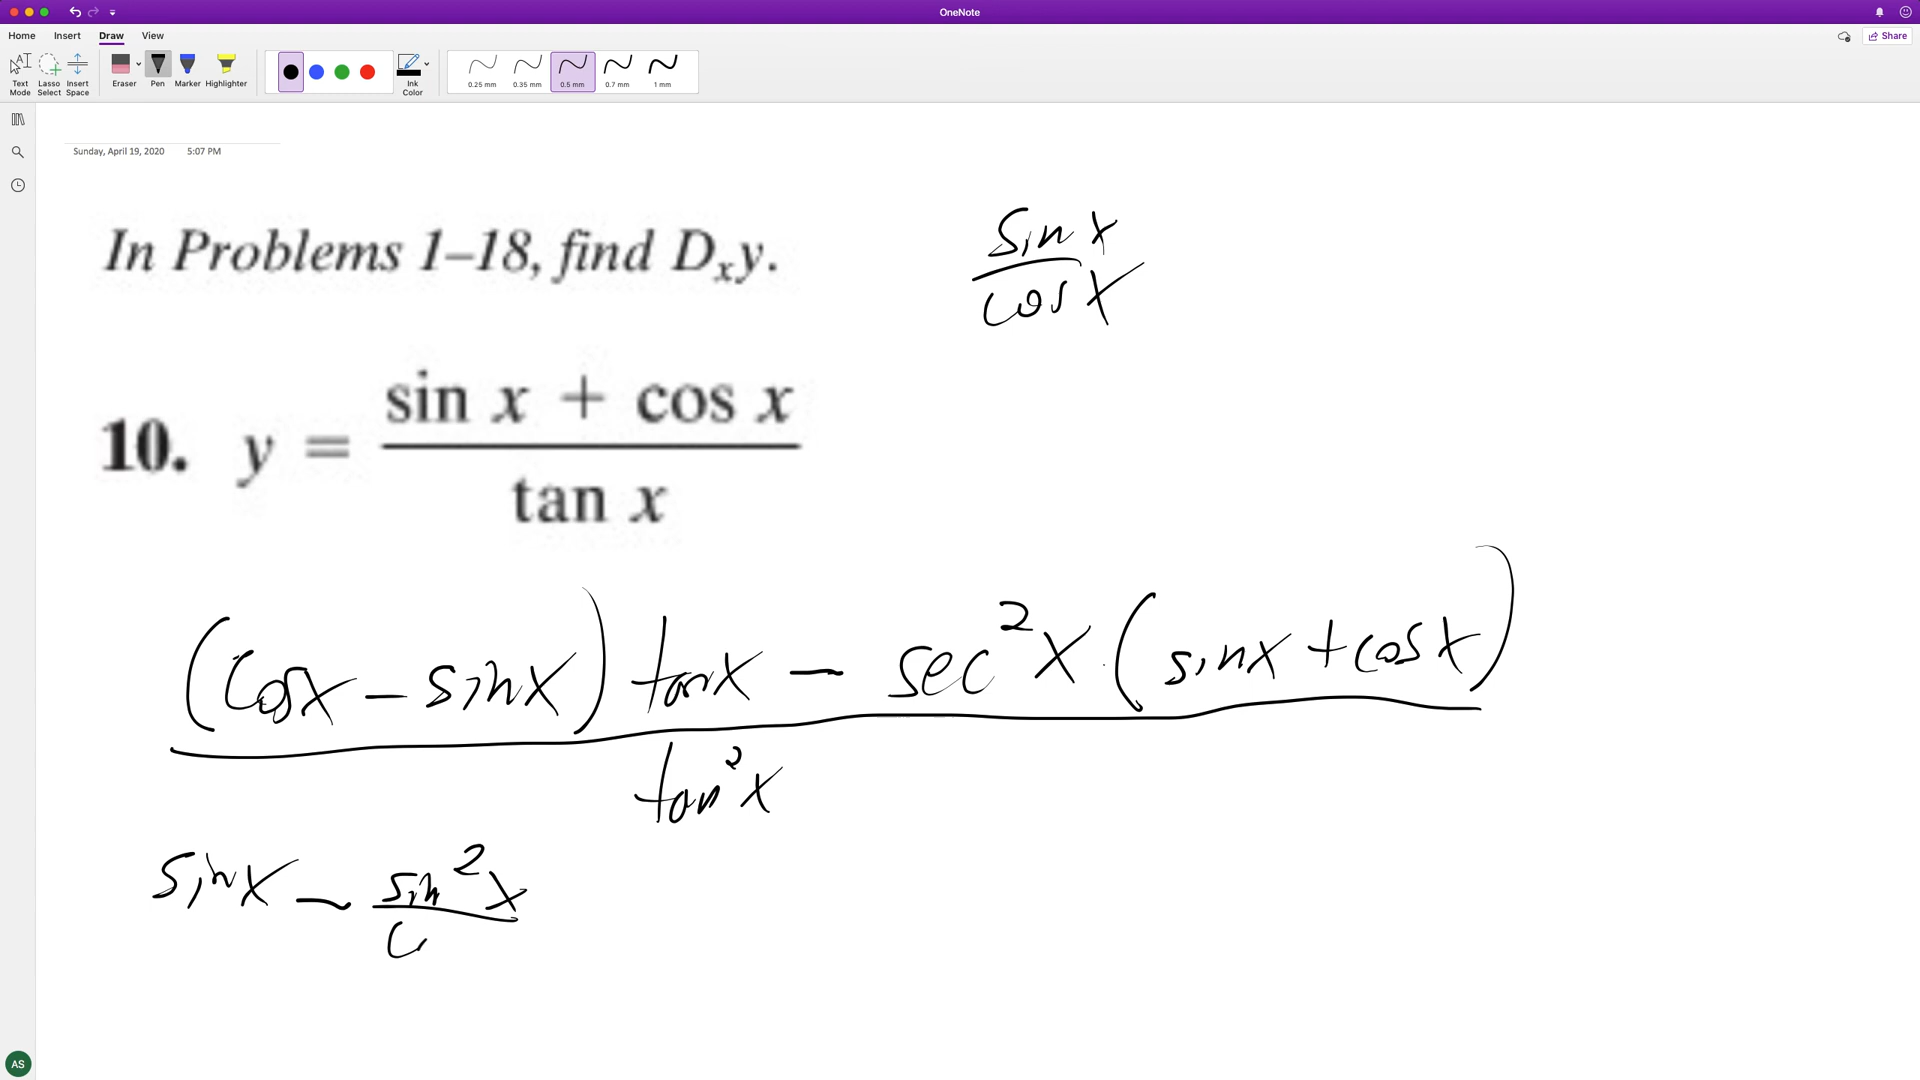 OneNote
Home Insert Draw View
Share
Text Mode Lasso Select Insert Space Eraser Pen Marker Highlighter Ink Color 0.25 mm 0.35 mm 0.5 mm 0.7 mm 1 mm
Sunday, April 19, 2020 5:07 PM
In Problems 1–18, find Dₓy.
sin x
cos x
10. y = (sin x + cos x) / tan x
(cosx − sinx) tanx − sec²x · (sinx + cosx)
tan²x
sinx − sin²x
c
AS